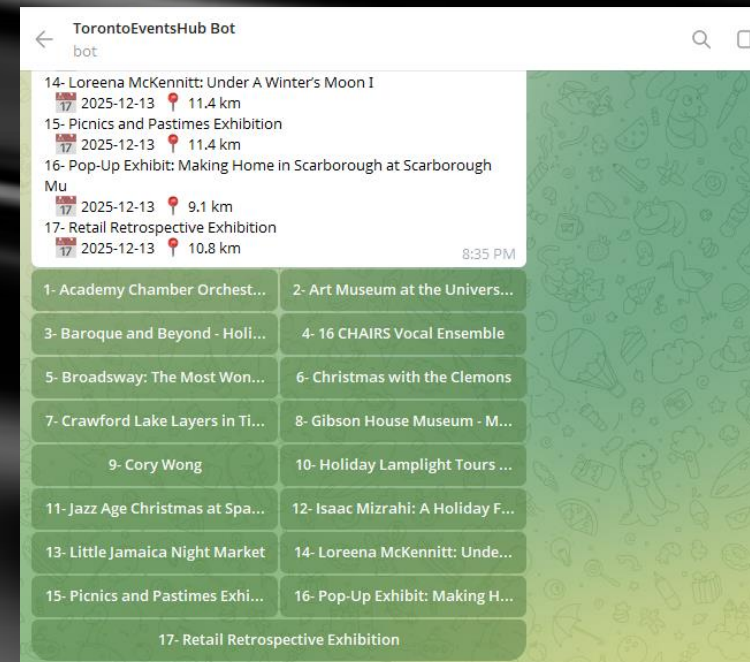 TorontoEventsHub Bot
bot
14- Loreena McKennitt: Under A Winter's Moon I
17 2025-12-13 📍 11.4 km
15- Picnics and Pastimes Exhibition
17 2025-12-13 📍 11.4 km
16- Pop-Up Exhibit: Making Home in Scarborough at Scarborough
Mu
17 2025-12-13 📍 9.1 km
17- Retail Retrospective Exhibition
17 2025-12-13 📍 10.8 km
8:35 PM
1- Academy Chamber Orchest...
2- Art Museum at the Univers...
3- Baroque and Beyond - Holi...
4- 16 CHAIRS Vocal Ensemble
5- Broadsway: The Most Won...
6- Christmas with the Clemons
7- Crawford Lake Layers in Ti...
8- Gibson House Museum - M...
9- Cory Wong
10- Holiday Lamplight Tours ...
11- Jazz Age Christmas at Spa...
12- Isaac Mizrahi: A Holiday F...
13- Little Jamaica Night Market
14- Loreena McKennitt: Unde...
15- Picnics and Pastimes Exhi...
16- Pop-Up Exhibit: Making H...
17- Retail Retrospective Exhibition